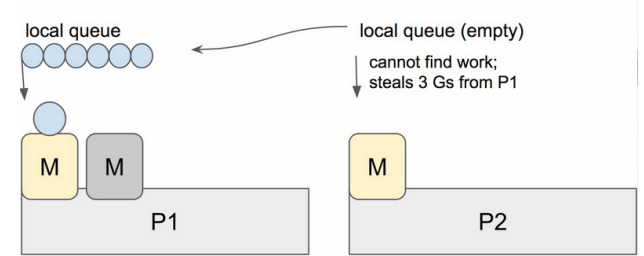 local queue
local queue (empty)
cannot find work;
steals 3 Gs from P1
M
M
M
P1
P2